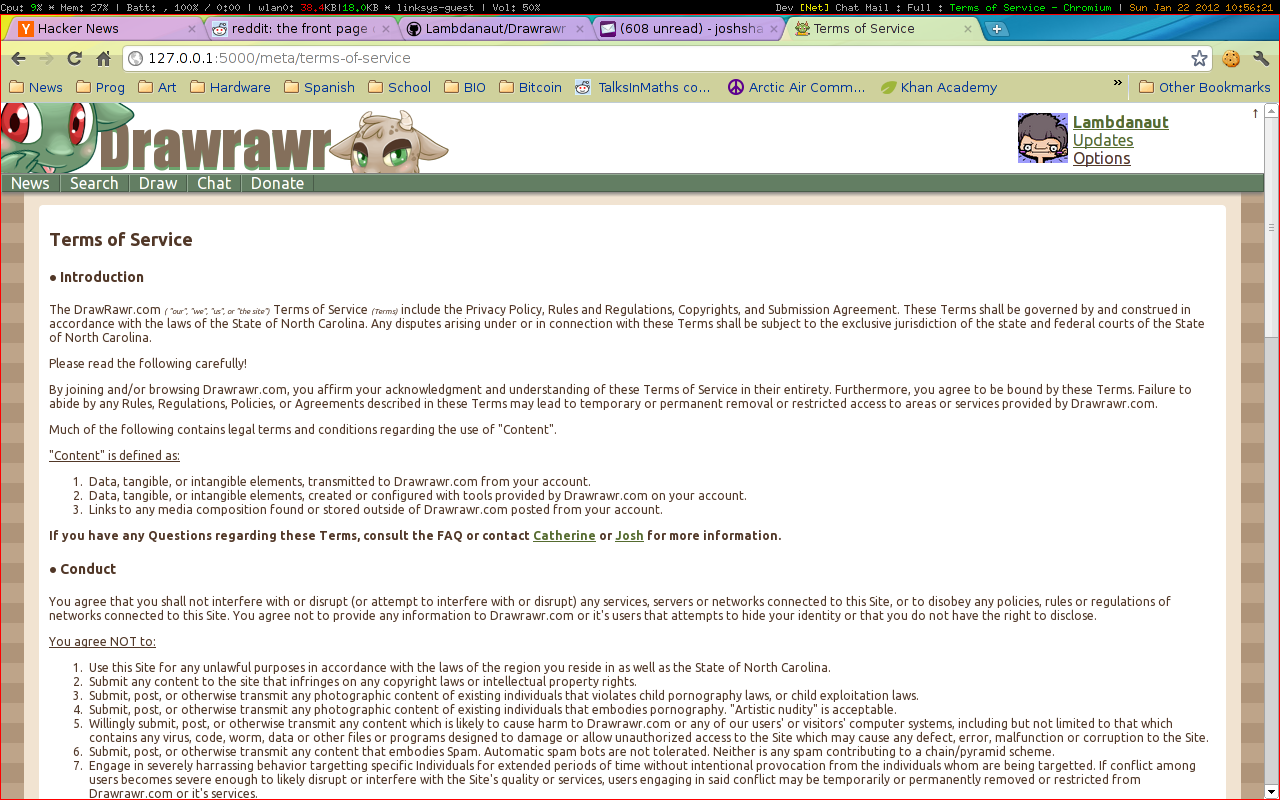 Cpu: 9% * Mem: 27% | Batt: , 100% / 0:00 | wlan0: 38.4KB|18.0KB * linksys-guest | Vol: 50% Dev [Net] Chat Mail : Full : Terms of Service - Chromium | Sun Jan 22 2012 10:56:21
Hacker News reddit: the front page Lambdanaut/Drawrawr (608 unread) - joshsha Terms of Service
127.0.0.1:5000/meta/terms-of-service
News Prog Art Hardware Spanish School BIO Bitcoin TalksInMaths co... Arctic Air Comm... Khan Academy » Other Bookmarks
Drawrawr
Lambdanaut
Updates
Options
News Search Draw Chat Donate
Terms of Service
● Introduction
The DrawRawr.com ( "our", "we", "us", or "the site") Terms of Service (Terms) include the Privacy Policy, Rules and Regulations, Copyrights, and Submission Agreement. These Terms shall be governed by and construed in
accordance with the laws of the State of North Carolina. Any disputes arising under or in connection with these Terms shall be subject to the exclusive jurisdiction of the state and federal courts of the State
of North Carolina.
Please read the following carefully!
By joining and/or browsing Drawrawr.com, you affirm your acknowledgment and understanding of these Terms of Service in their entirety. Furthermore, you agree to be bound by these Terms. Failure to
abide by any Rules, Regulations, Policies, or Agreements described in these Terms may lead to temporary or permanent removal or restricted access to areas or services provided by Drawrawr.com.
Much of the following contains legal terms and conditions regarding the use of "Content".
"Content" is defined as:
1. Data, tangible, or intangible elements, transmitted to Drawrawr.com from your account.
2. Data, tangible, or intangible elements, created or configured with tools provided by Drawrawr.com on your account.
3. Links to any media composition found or stored outside of Drawrawr.com posted from your account.
If you have any Questions regarding these Terms, consult the FAQ or contact Catherine or Josh for more information.
● Conduct
You agree that you shall not interfere with or disrupt (or attempt to interfere with or disrupt) any services, servers or networks connected to this Site, or to disobey any policies, rules or regulations of
networks connected to this Site. You agree not to provide any information to Drawrawr.com or it's users that attempts to hide your identity or that you do not have the right to disclose.
You agree NOT to:
1. Use this Site for any unlawful purposes in accordance with the laws of the region you reside in as well as the State of North Carolina.
2. Submit any content to the site that infringes on any copyright laws or intellectual property rights.
3. Submit, post, or otherwise transmit any photographic content of existing individuals that violates child pornography laws, or child exploitation laws.
4. Submit, post, or otherwise transmit any photographic content of existing individuals that embodies pornography. "Artistic nudity" is acceptable.
5. Willingly submit, post, or otherwise transmit any content which is likely to cause harm to Drawrawr.com or any of our users' or visitors' computer systems, including but not limited to that which
contains any virus, code, worm, data or other files or programs designed to damage or allow unauthorized access to the Site which may cause any defect, error, malfunction or corruption to the Site.
6. Submit, post, or otherwise transmit any content that embodies Spam. Automatic spam bots are not tolerated. Neither is any spam contributing to a chain/pyramid scheme.
7. Engage in severely harrassing behavior targetting specific Individuals for extended periods of time without intentional provocation from the individuals whom are being targetted. If conflict among
users becomes severe enough to likely disrupt or interfere with the Site's quality or services, users engaging in said conflict may be temporarily or permanently removed or restricted from
Drawrawr.com or it's services.